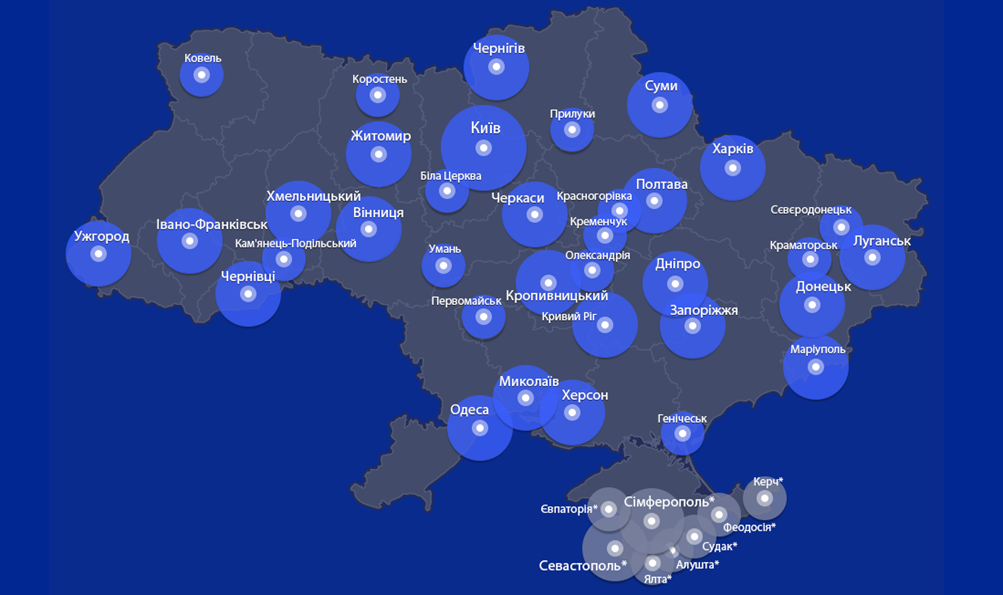 Чернігів
Ковель
Коростень
Суми
Прилуки
Київ
Житомир
Харків
Біла Церква
Полтава
Хмельницький
Красногорівка
Черкаси
Сєвєродонецьк
Вінниця
Кременчук
Івано-Франківськ
Ужгород
Луганськ
Кам'янець-Подільський
Краматорськ
Умань
Олександрія
Дніпро
Чернівці
Донецьк
Кропивницький
Первомайськ
Запоріжжя
Кривий Ріг
Маріуполь
Миколаїв
Херсон
Одеса
Генічеськ
Керч*
Сімферополь*
Євпаторія*
Феодосія*
Судак*
Севастополь*
Алушта*
Ялта*